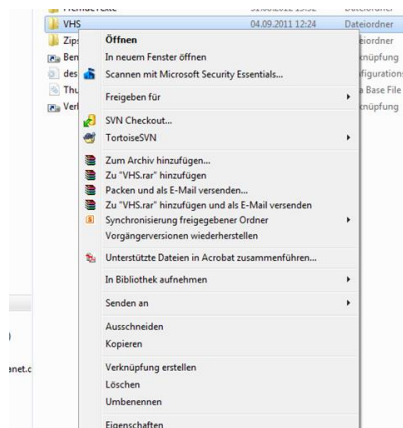 VHS 04.09.2011 12:24 Dateiordner
Zips
Öffnen
In neuem Fenster öffnen
Scannen mit Microsoft Security Essentials...
Freigeben für
SVN Checkout...
TortoiseSVN
Zum Archiv hinzufügen...
Zu "VHS.rar" hinzufügen
Packen und als E-Mail versenden...
Zu "VHS.rar" hinzufügen und als E-Mail versenden
Synchronisierung freigegebener Ordner
Vorgängerversionen wiederherstellen
Unterstützte Dateien in Acrobat zusammenführen...
In Bibliothek aufnehmen
Senden an
Ausschneiden
Kopieren
anet.c
Verknüpfung erstellen
Löschen
Umbenennen
Eigenschaften